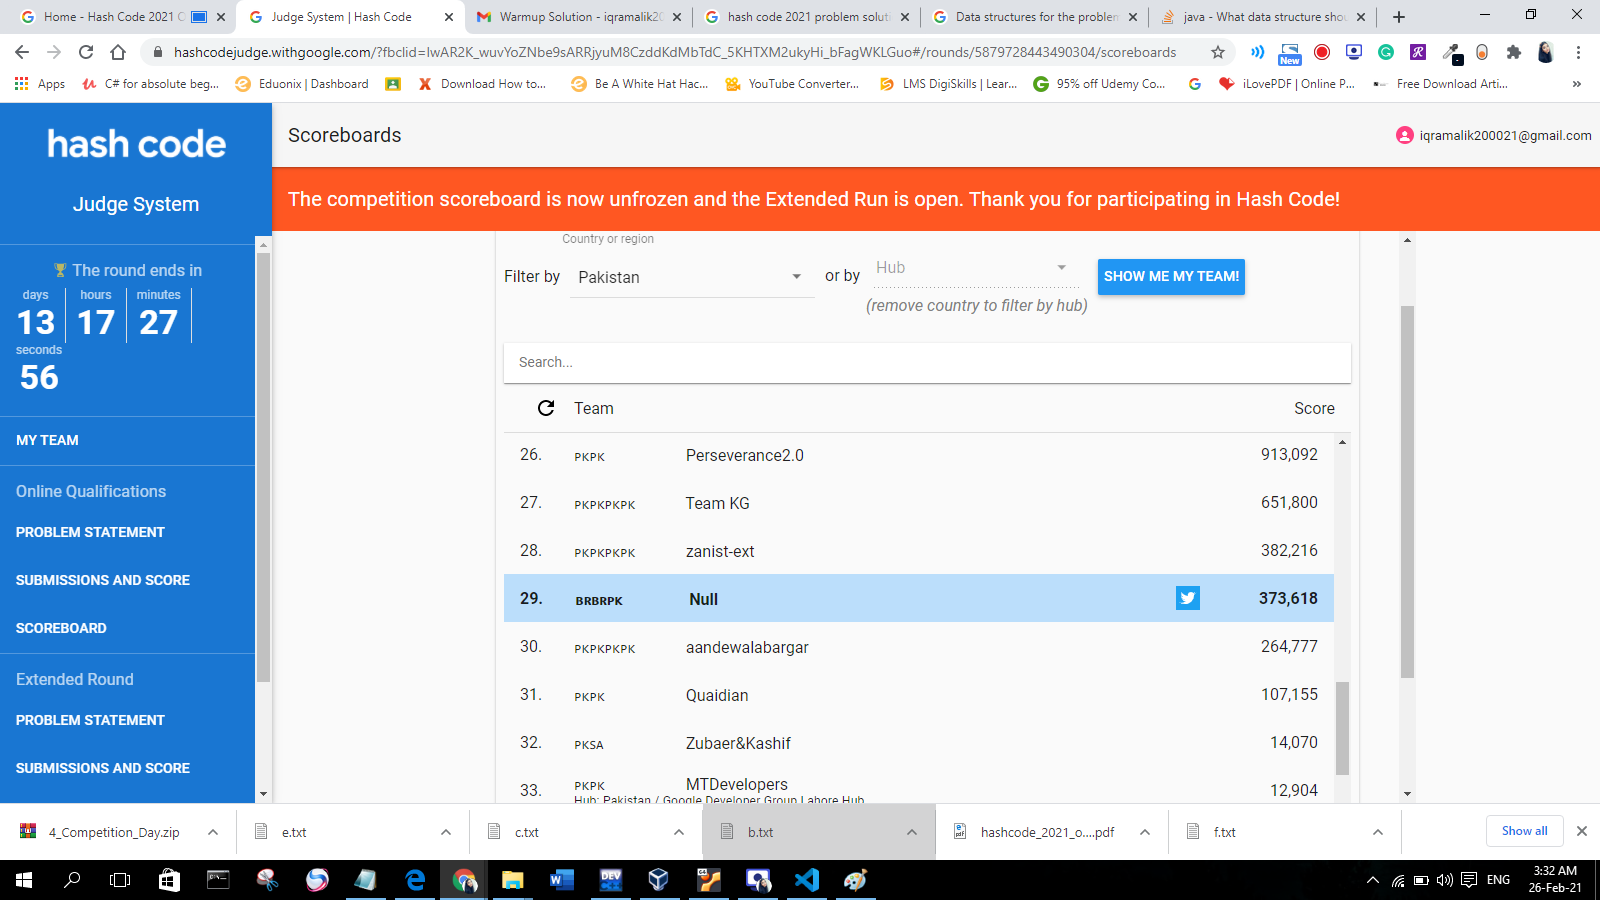 Home - Hash Code 2021 O
Judge System | Hash Code
Warmup Solution - iqramalik20
hash code 2021 problem soluti
Data structures for the problem
java - What data structure shou
hashcodejudge.withgoogle.com/?fbclid=IwAR2K_wuvYoZNbe9sARRjyuM8CzddKdMbTdC_5KHTXM2ukyHi_bFagWKLGuo#/rounds/5879728443490304/scoreboards
New
Apps
C# for absolute beg...
Eduonix | Dashboard
Download How to...
Be A White Hat Hac...
YouTube Converter...
LMS DigiSkills | Lear...
95% off Udemy Co...
iLovePDF | Online P...
Free Download Arti...
hash code
Judge System
Scoreboards
iqramalik200021@gmail.com
The competition scoreboard is now unfrozen and the Extended Run is open. Thank you for participating in Hash Code!
The round ends in
days hours minutes
13 17 27
seconds
56
MY TEAM
Online Qualifications
PROBLEM STATEMENT
SUBMISSIONS AND SCORE
SCOREBOARD
Extended Round
PROBLEM STATEMENT
SUBMISSIONS AND SCORE
Country or region
Filter by Pakistan or by Hub SHOW ME MY TEAM!
(remove country to filter by hub)
Search...
Team Score
26. PKPK Perseverance2.0 913,092
27. PKPKPKPK Team KG 651,800
28. PKPKPKPK zanist-ext 382,216
29. BRBRPK Null 373,618
30. PKPKPKPK aandewalabargar 264,777
31. PKPK Quaidian 107,155
32. PKSA Zubaer&Kashif 14,070
33. PKPK MTDevelopers 12,904
Hub: Pakistan / Google Developer Group Lahore Hub
4_Competition_Day.zip
e.txt
c.txt
b.txt
hashcode_2021_o....pdf
f.txt
Show all
ENG
3:32 AM
26-Feb-21